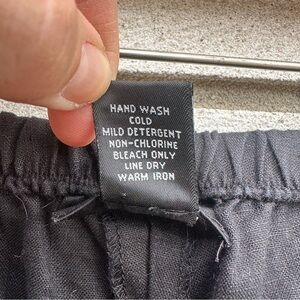 HAND WASH
COLD
MILD DETERGENT
NON-CHLORINE
BLEACH ONLY
LINE DRY
WARM IRON